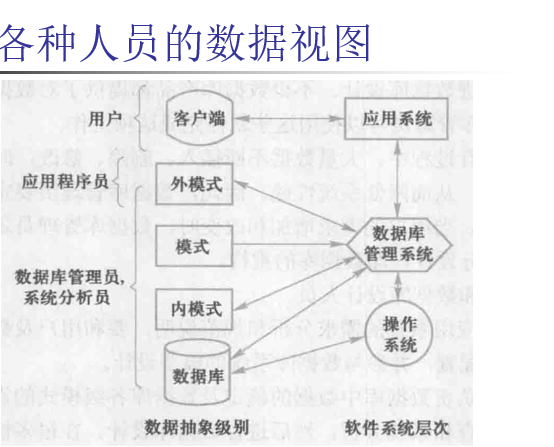 各种人员的数据视图
用户
客户端
应用系统
应用程序员
外模式
模式
数据库
管理系统
数据库管理员,
系统分析员
内模式
操作
系统
数据库
数据抽象级别
软件系统层次